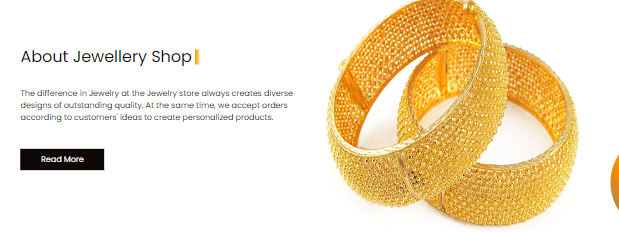 About Jewellery Shop
The difference in Jewelry at the Jewelry store always creates diverse
designs of outstanding quality, At the same time, we accept orders
according to customers' ideas to create personalized products.
Read More